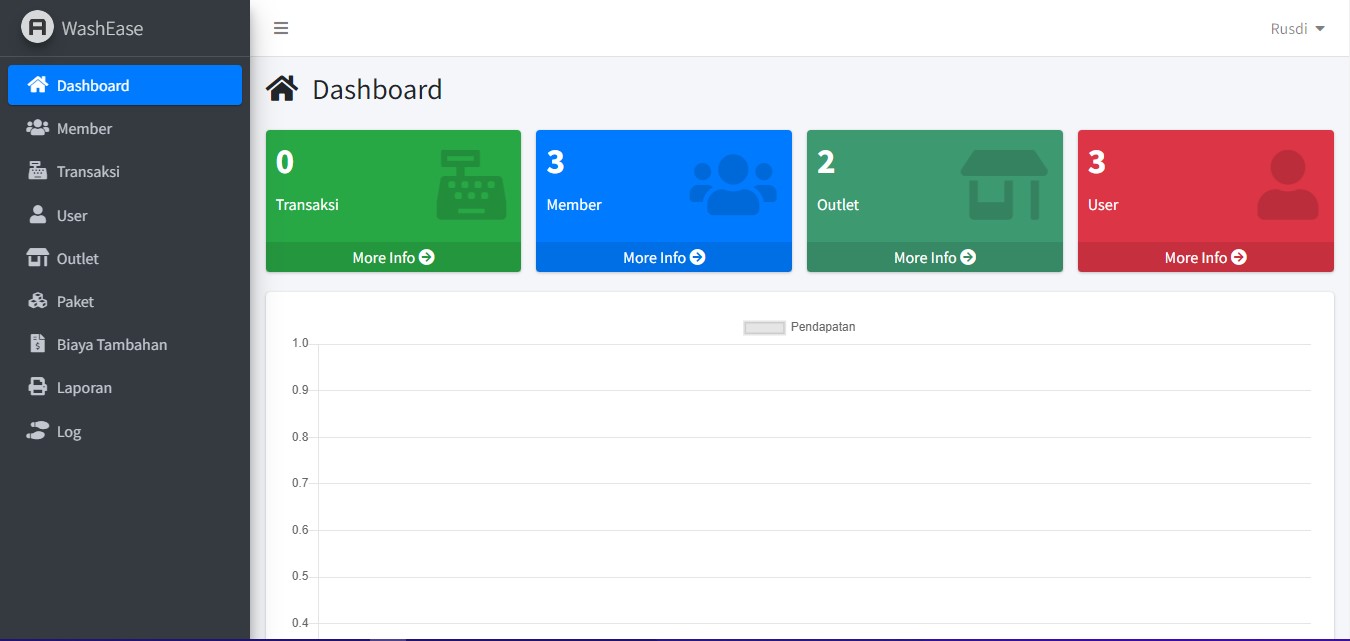 WashEase
Rusdi
Dashboard
Member
Transaksi
User
Outlet
Paket
Biaya Tambahan
Laporan
Log
Dashboard
0
Transaksi
More Info
3
Member
More Info
2
Outlet
More Info
3
User
More Info
Pendapatan
1.0
0.9
0.8
0.7
0.6
0.5
0.4